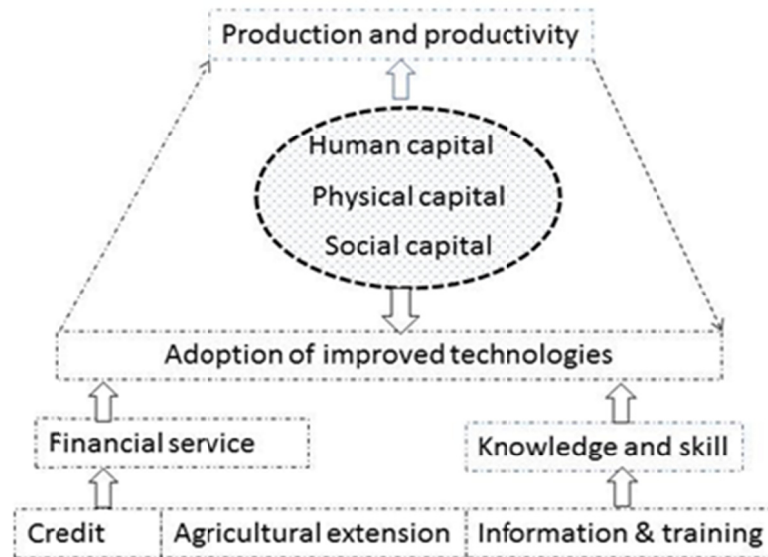 Production and productivity
Human capital
Physical capital
Social capital
Adoption of improved technologies
Financial service
Knowledge and skill
Credit
Agricultural extension
Information & training